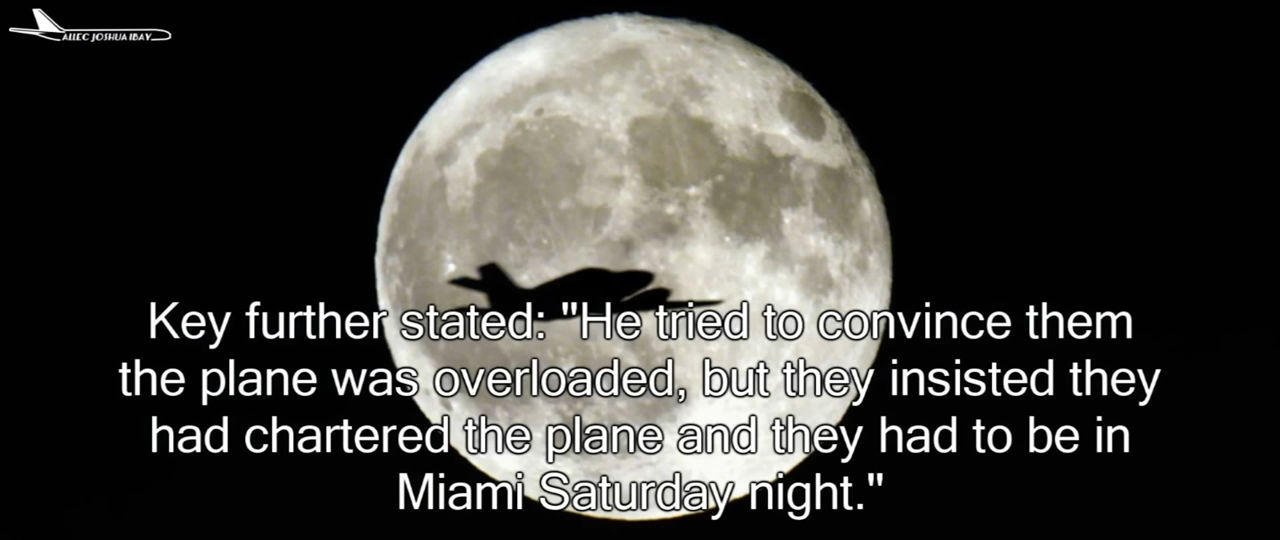 ALLEC JOSHUA IBAY
Key further stated: "He tried to convince them
the plane was overloaded, but they insisted they
had chartered the plane and they had to be in
Miami Saturday night."